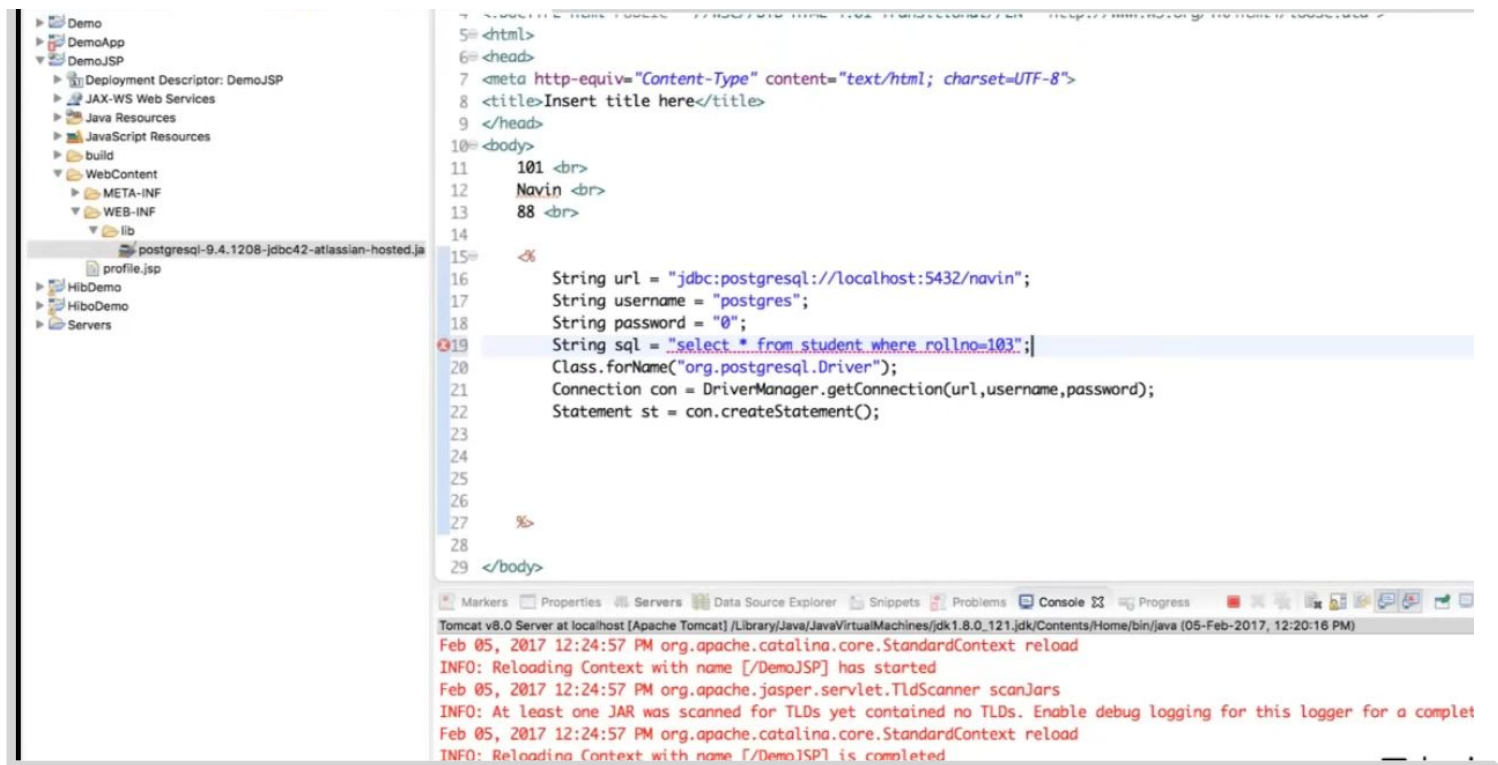 Demo
DemoApp
DemoJSP
Deployment Descriptor: DemoJSP
JAX-WS Web Services
Java Resources
JavaScript Resources
build
WebContent
META-INF
WEB-INF
lib
postgresql-9.4.1208-jdbc42-atlassian-hosted.ja
profile.jsp
HibDemo
HiboDemo
Servers
5 <html>
6 <head>
7 <meta http-equiv="Content-Type" content="text/html; charset=UTF-8">
8 <title>Insert title here</title>
9 </head>
10 <body>
11 101 <br>
12 Navin <br>
13 88 <br>
14
15 <%
16 String url = "jdbc:postgresql://localhost:5432/navin";
17 String username = "postgres";
18 String password = "0";
19 String sql = "select * from student where rollno=103";
20 Class.forName("org.postgresql.Driver");
21 Connection con = DriverManager.getConnection(url,username,password);
22 Statement st = con.createStatement();
23
24
25
26
27 %>
28
29 </body>
Markers Properties Servers Data Source Explorer Snippets Problems Console Progress
Tomcat v8.0 Server at localhost [Apache Tomcat] /Library/Java/JavaVirtualMachines/jdk1.8.0_121.jdk/Contents/Home/bin/java (05-Feb-2017, 12:20:16 PM)
Feb 05, 2017 12:24:57 PM org.apache.catalina.core.StandardContext reload
INFO: Reloading Context with name [/DemoJSP] has started
Feb 05, 2017 12:24:57 PM org.apache.jasper.servlet.TldScanner scanJars
INFO: At least one JAR was scanned for TLDs yet contained no TLDs. Enable debug logging for this logger for a complet
Feb 05, 2017 12:24:57 PM org.apache.catalina.core.StandardContext reload
INFO: Reloading Context with name [/DemoJSP] is completed